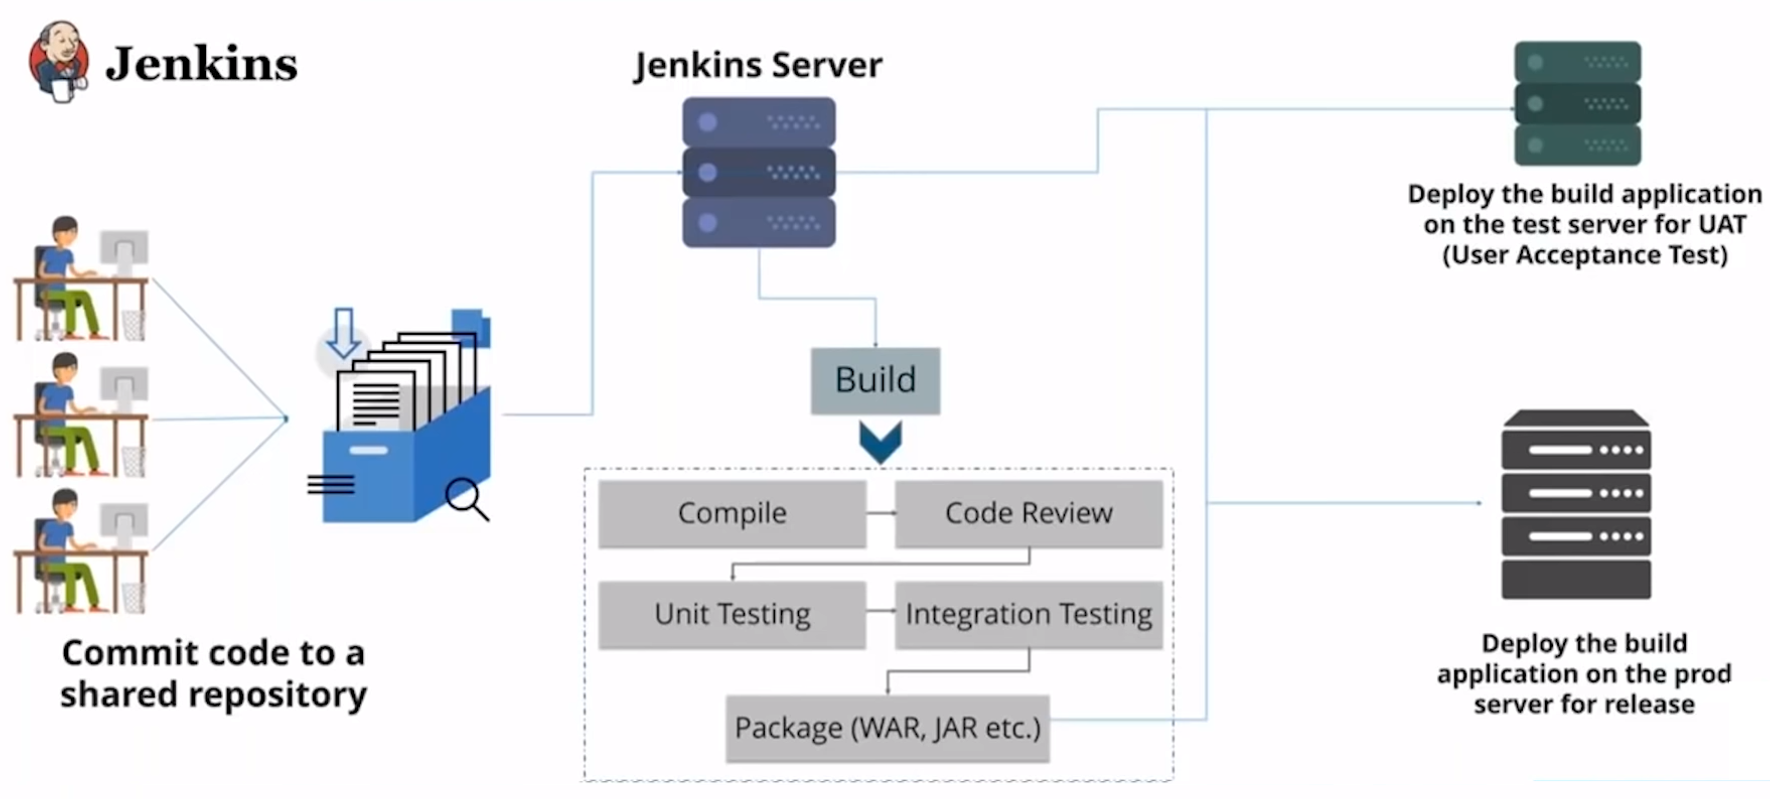 Jenkins
Jenkins Server
Deploy the build application
on the test server for UAT
(User Acceptance Test)
Build
Compile
Code Review
Unit Testing
Integration Testing
Package (WAR, JAR etc.)
Commit code to a
shared repository
Deploy the build
application on the prod
server for release